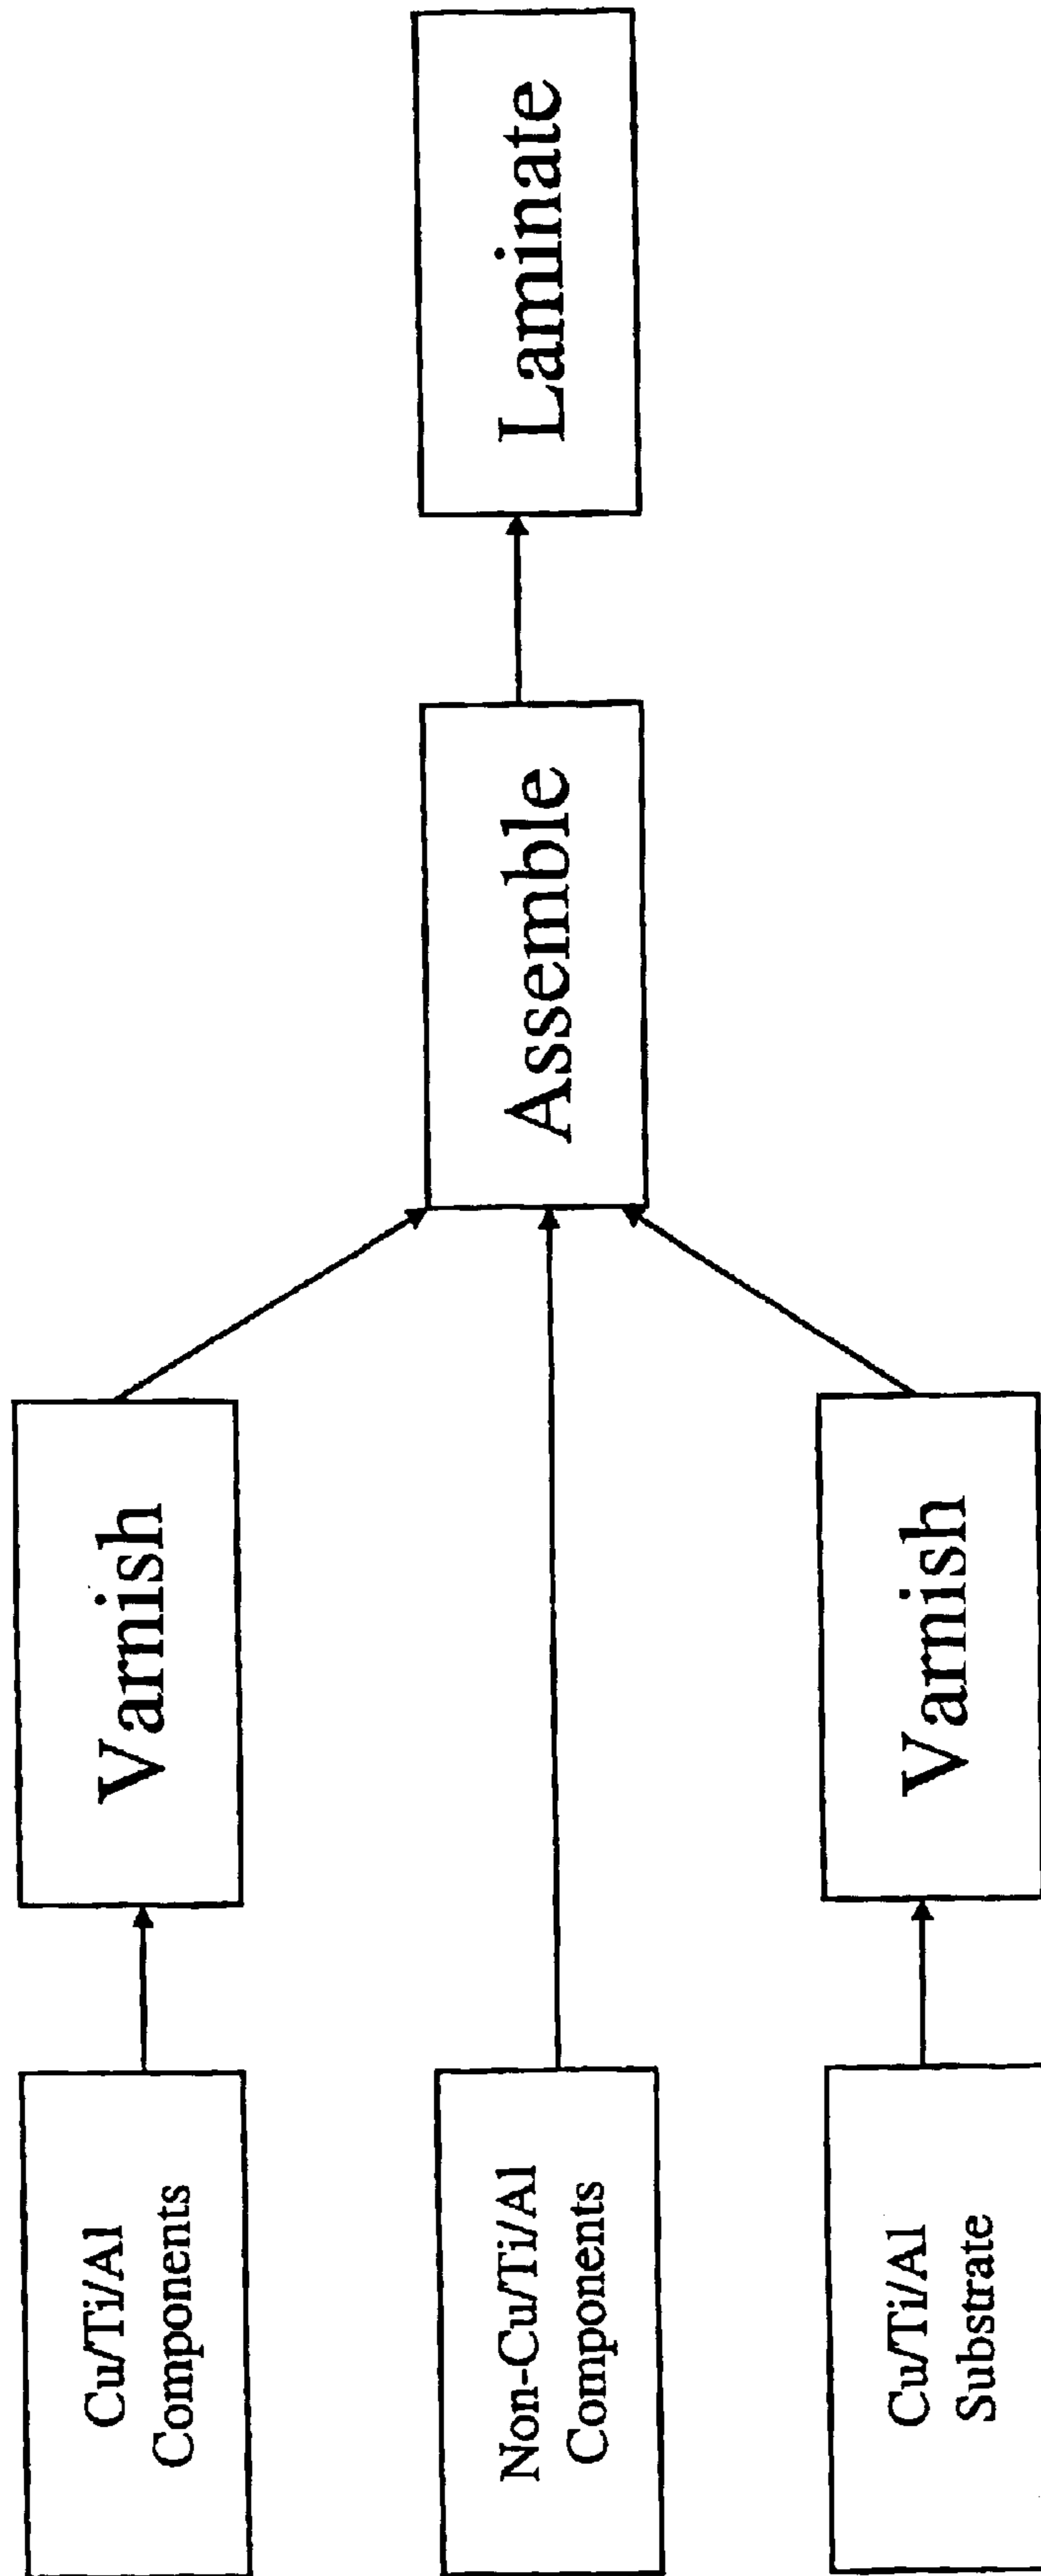 Cu/Ti/Al
Components
Varnish
Non-Cu/Ti/Al
Components
Assemble
Laminate
Cu/Ti/Al
Substrate
Varnish